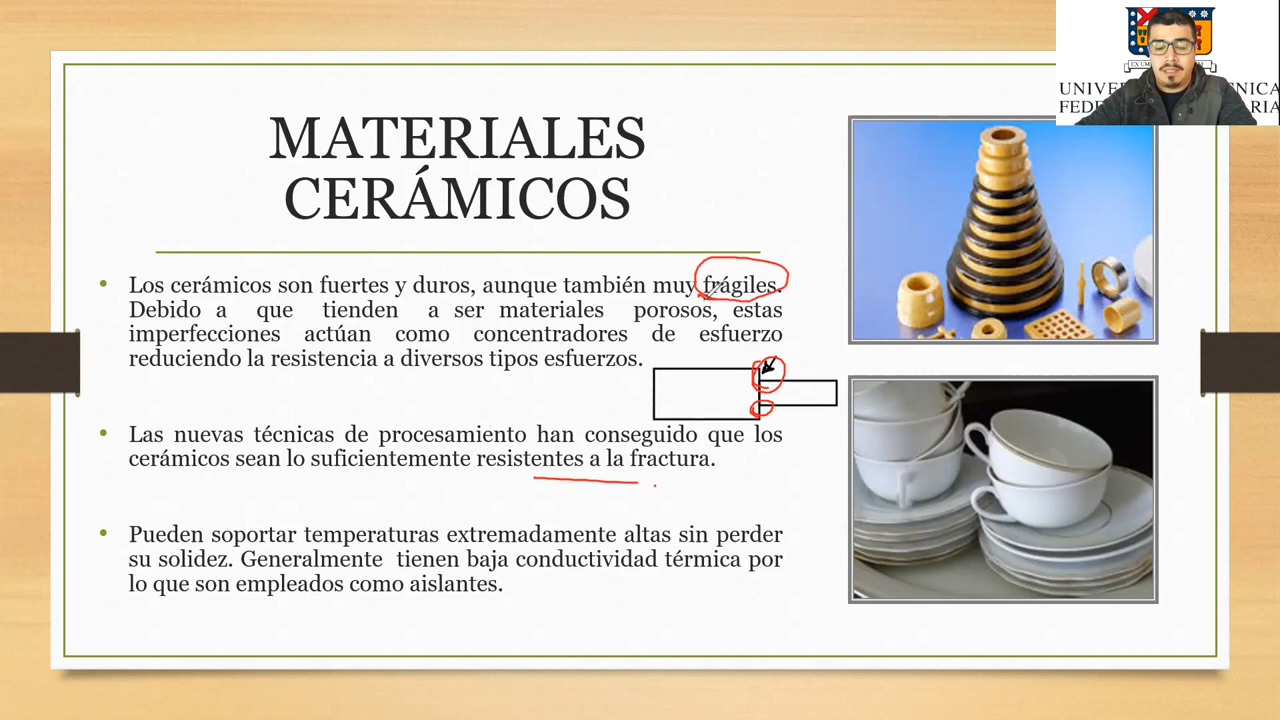 MATERIALES
CERÁMICOS
• Los cerámicos son fuertes y duros, aunque también muy frágiles.
Debido a que tienden a ser materiales porosos, estas
imperfecciones actúan como concentradores de esfuerzo
reduciendo la resistencia a diversos tipos esfuerzos.
• Las nuevas técnicas de procesamiento han conseguido que los
cerámicos sean lo suficientemente resistentes a la fractura.
• Pueden soportar temperaturas extremadamente altas sin perder
su solidez. Generalmente tienen baja conductividad térmica por
lo que son empleados como aislantes.